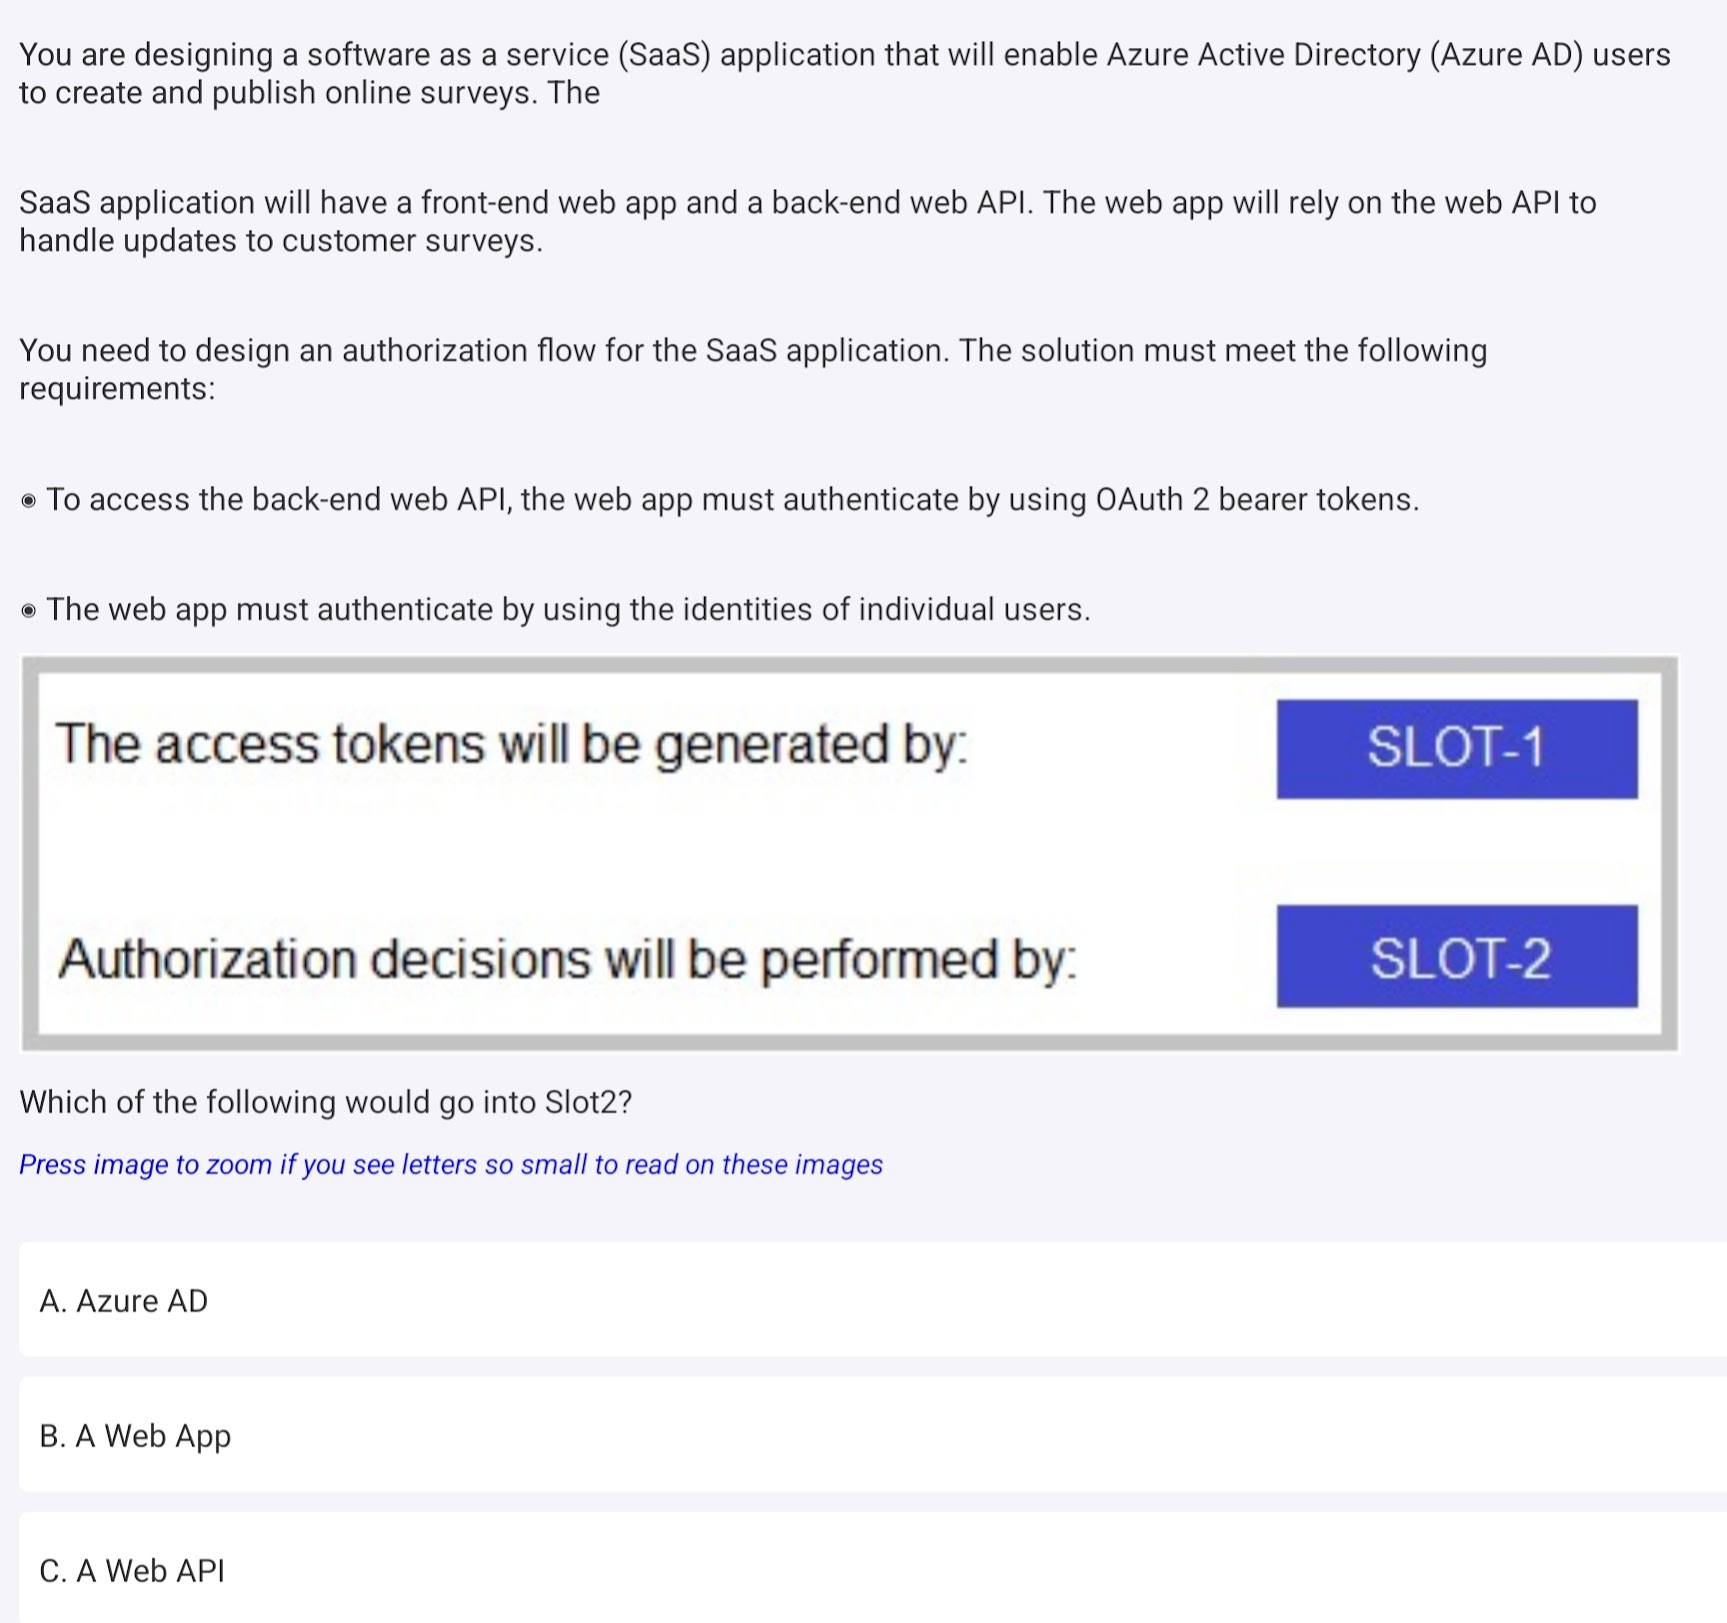 You are designing a software as a service (SaaS) application that will enable Azure Active Directory (Azure AD) users
to create and publish online surveys. The
SaaS application will have a front-end web app and a back-end web API. The web app will rely on the web API to
handle updates to customer surveys.
You need to design an authorization flow for the SaaS application. The solution must meet the following
requirements:
◉ To access the back-end web API, the web app must authenticate by using OAuth 2 bearer tokens.
◉ The web app must authenticate by using the identities of individual users.
The access tokens will be generated by: SLOT-1
Authorization decisions will be performed by: SLOT-2
Which of the following would go into Slot2?
Press image to zoom if you see letters so small to read on these images
A. Azure AD
B. A Web App
C. A Web API